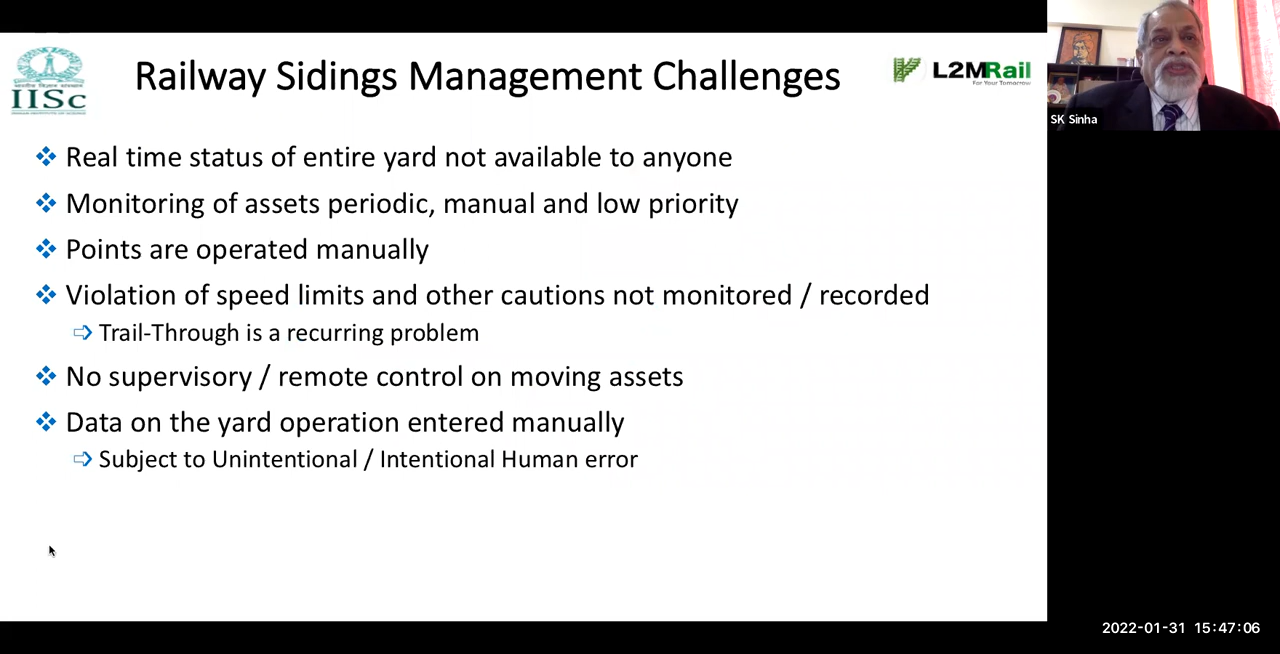 IISc
Railway Sidings Management Challenges
L2MRail
For Your Tomorrow
Real time status of entire yard not available to anyone
Monitoring of assets periodic, manual and low priority
Points are operated manually
Violation of speed limits and other cautions not monitored / recorded
Trail-Through is a recurring problem
No supervisory / remote control on moving assets
Data on the yard operation entered manually
Subject to Unintentional / Intentional Human error
SK Sinha
2022-01-31 15:47:06